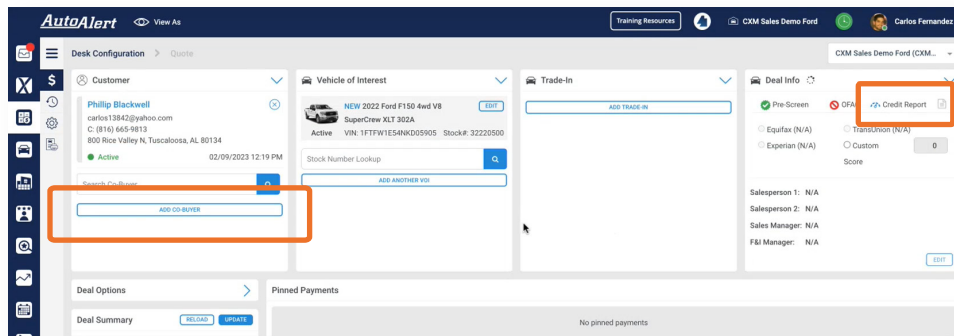 AutoAlert View As Training Resources CXM Sales Demo Ford Carlos Fernandez
Desk Configuration > Quote CXM Sales Demo Ford (CXM...
Customer
Phillip Blackwell
carlos13842@yahoo.com
C: (816) 665-9813
800 Rice Valley N, Tuscaloosa, AL 80134
Active 02/09/2023 12:19 PM
Search Co-Buyer
ADD CO-BUYER
Vehicle of Interest
NEW 2022 Ford F150 4wd V8 EDIT
SuperCrew XLT 302A
Active VIN: 1FTFW1E54NKD05905 Stock#: 32220500
Stock Number Lookup
ADD ANOTHER VOI
Trade-In
ADD TRADE-IN
Deal Info
Pre-Screen OFA Credit Report
Equifax (N/A) TransUnion (N/A)
Experian (N/A) Custom 0
Score
Salesperson 1: N/A
Salesperson 2: N/A
Sales Manager: N/A
F&I Manager: N/A
EDIT
Deal Options
Deal Summary RELOAD UPDATE
Pinned Payments
No pinned payments